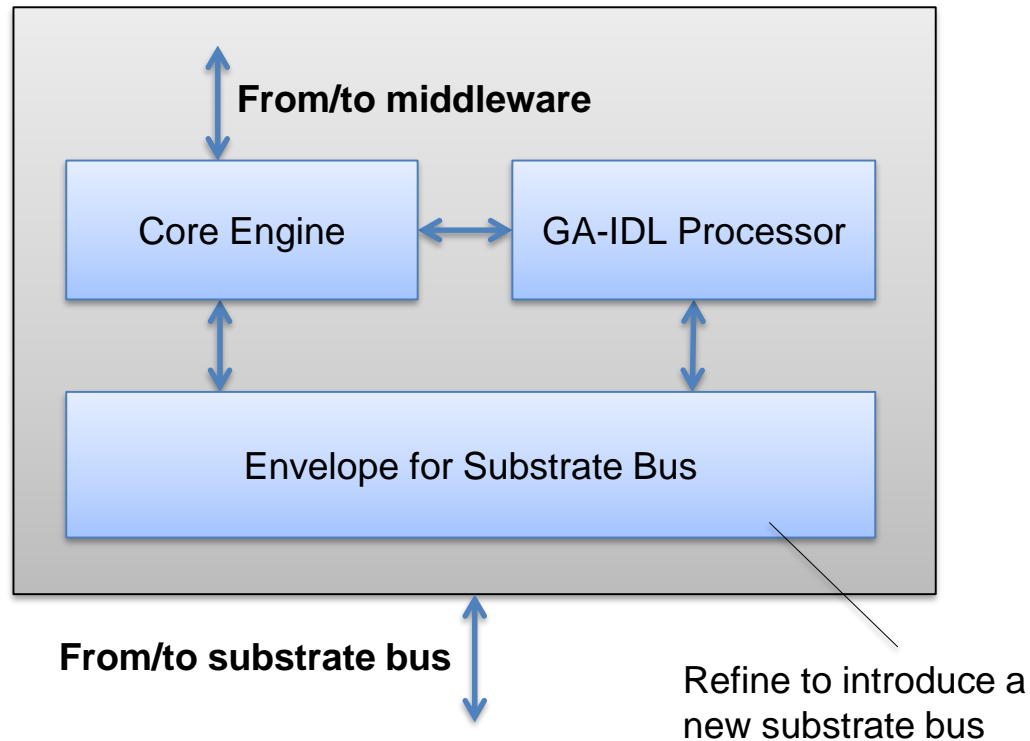 From/to middleware
Core Engine
GA-IDL Processor
Envelope for Substrate Bus
From/to substrate bus
Refine to introduce a
new substrate bus